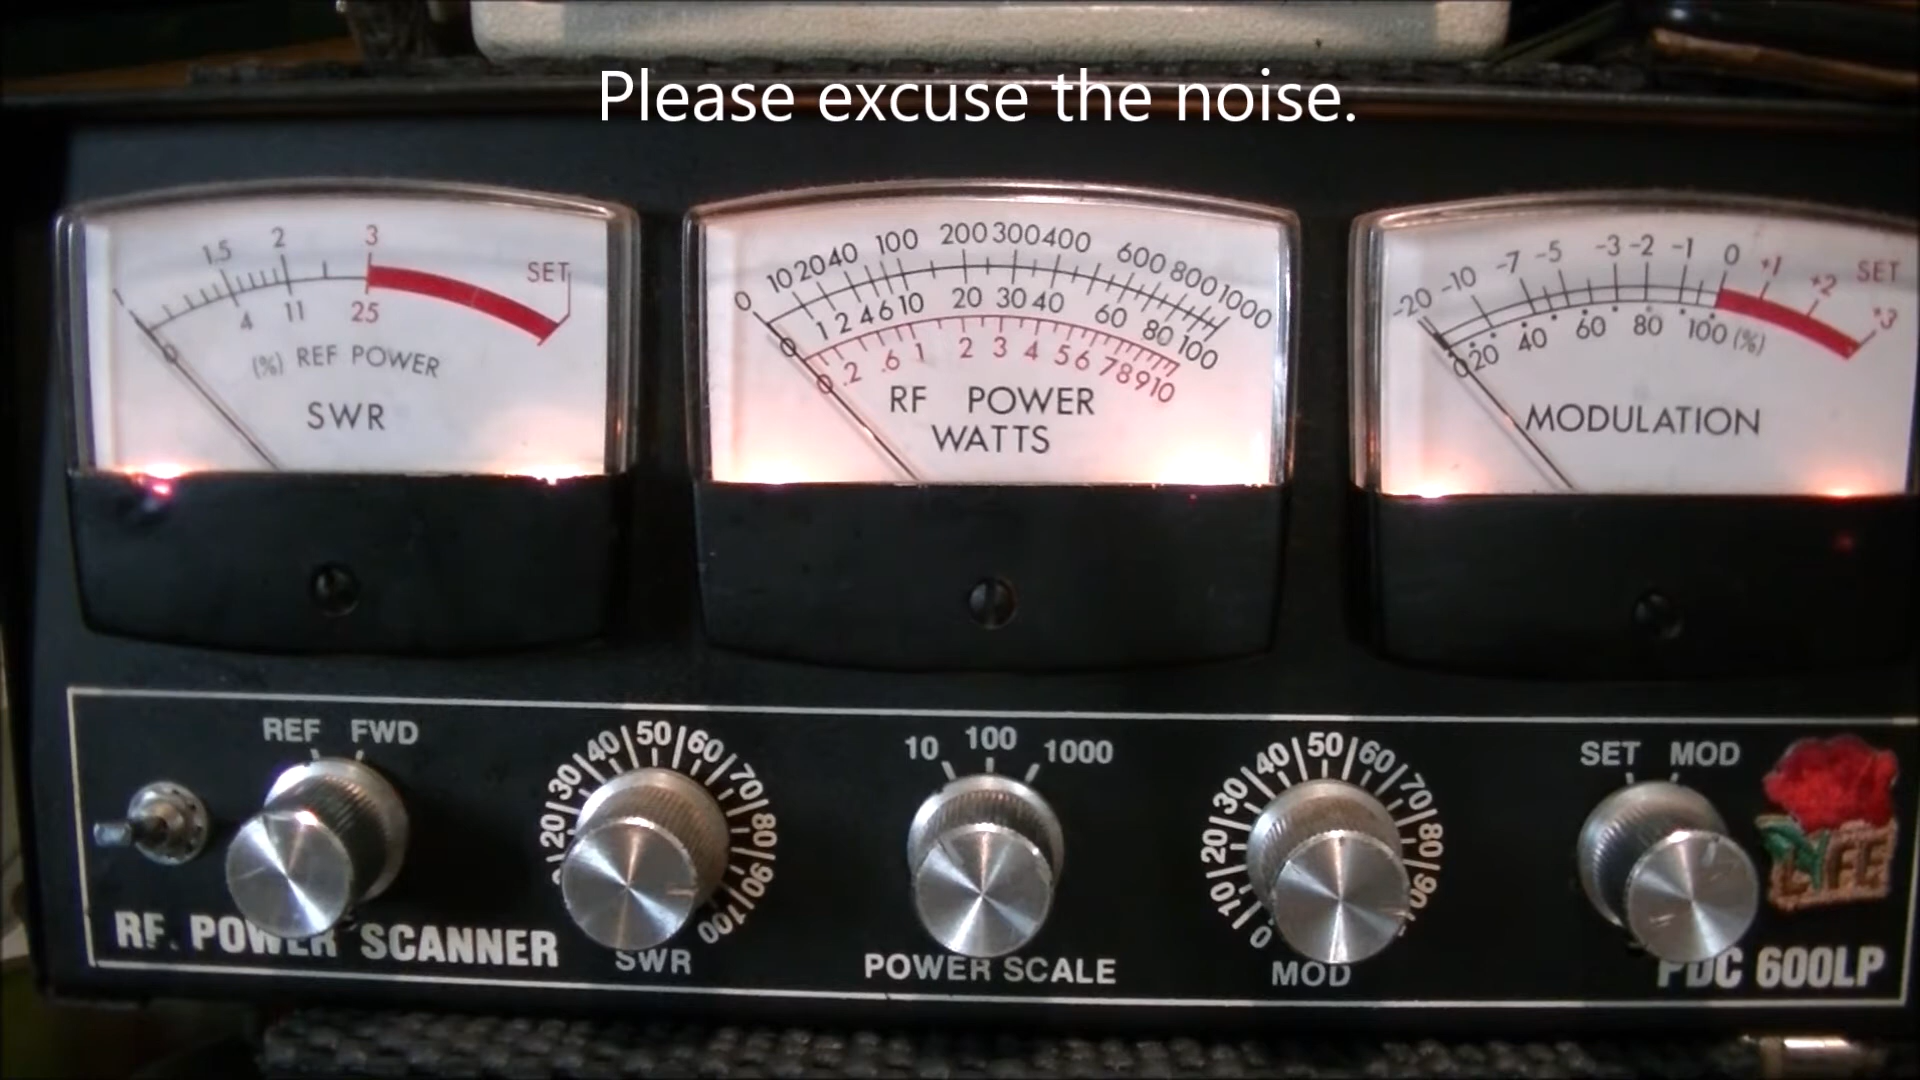 Please excuse the noise.
1 1.5 2 3 SET
0 4 11 25
(%) REF POWER
SWR
0 10 20 40 100 200 300 400 600 800 1000
0 1 2 4 6 10 20 30 40 60 80 100
0 .2 .6 1 2 3 4 5 6 7 8 9 10
RF POWER
WATTS
-20 -10 -7 -5 -3 -2 -1 0 +1 +2 +3 SET
0 20 40 60 80 100 (%)
MODULATION
REF FWD
20 30 40 50 60 70 80 90 100
10 100 1000
0 10 20 30 40 50 60 70 80 90
SET MOD
LYFE
RF. POWER SCANNER
SWR
POWER SCALE
MOD
PDC 600LP